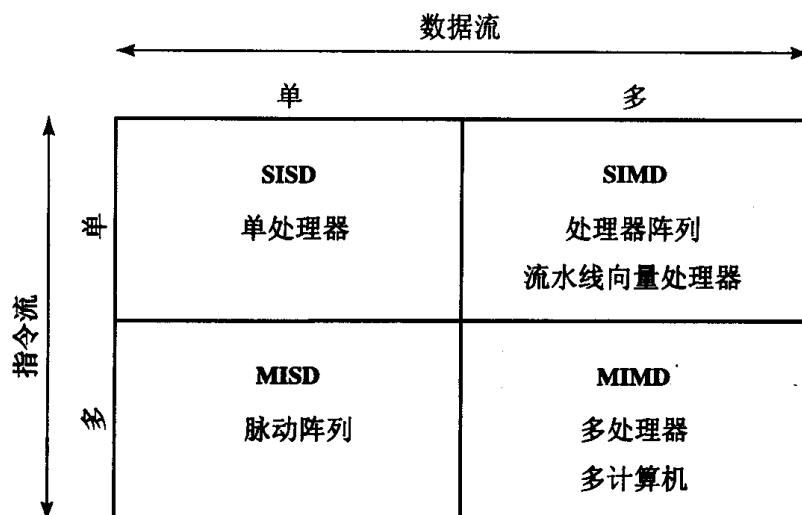 数据流
单
多
指令流
单
SISD
单处理器
SIMD
处理器阵列
流水线向量处理器
多
MISD
脉动阵列
MIMD
多处理器
多计算机